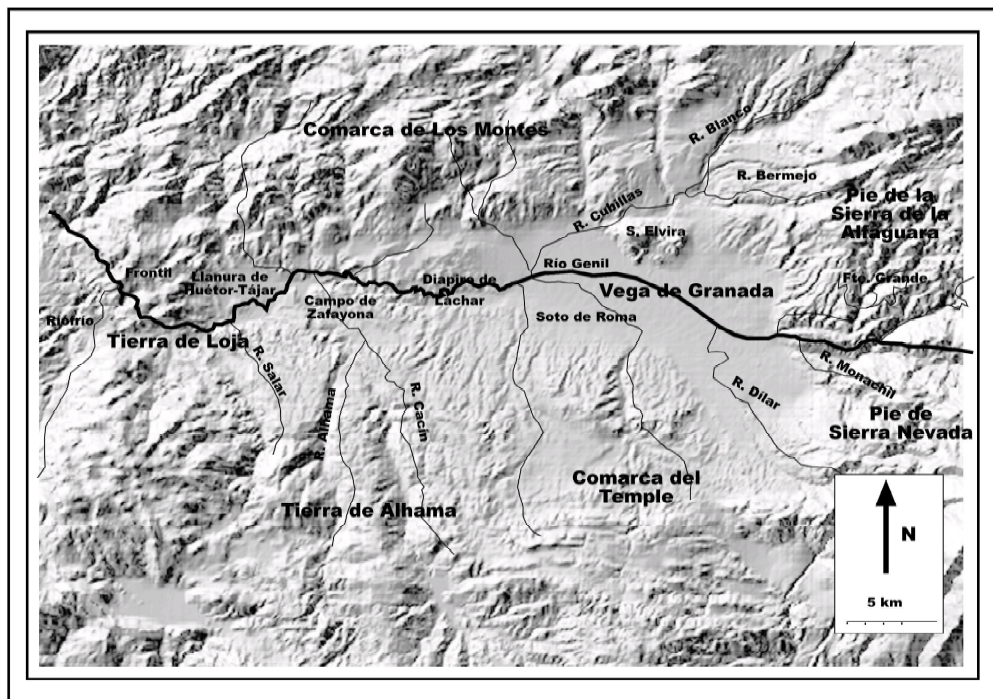 Comarca de Los Montes
R. Blanco
R. Bermejo
R. Cubillas
Pie de la
Sierra de la
Alfaguara
S. Elvira
Río Genil
Frontil
Llanura de
Huétor-Tájar
Diapiro de
Láchar
Fte. Grande
Vega de Granada
Campo de
Zafayona
Soto de Roma
Riofrío
Tierra de Loja
R. Salar
R. Alhama
R. Cacín
R. Dilar
R. Monachil
Pie de
Sierra Nevada
Comarca del
Temple
Tierra de Alhama
N
5 km